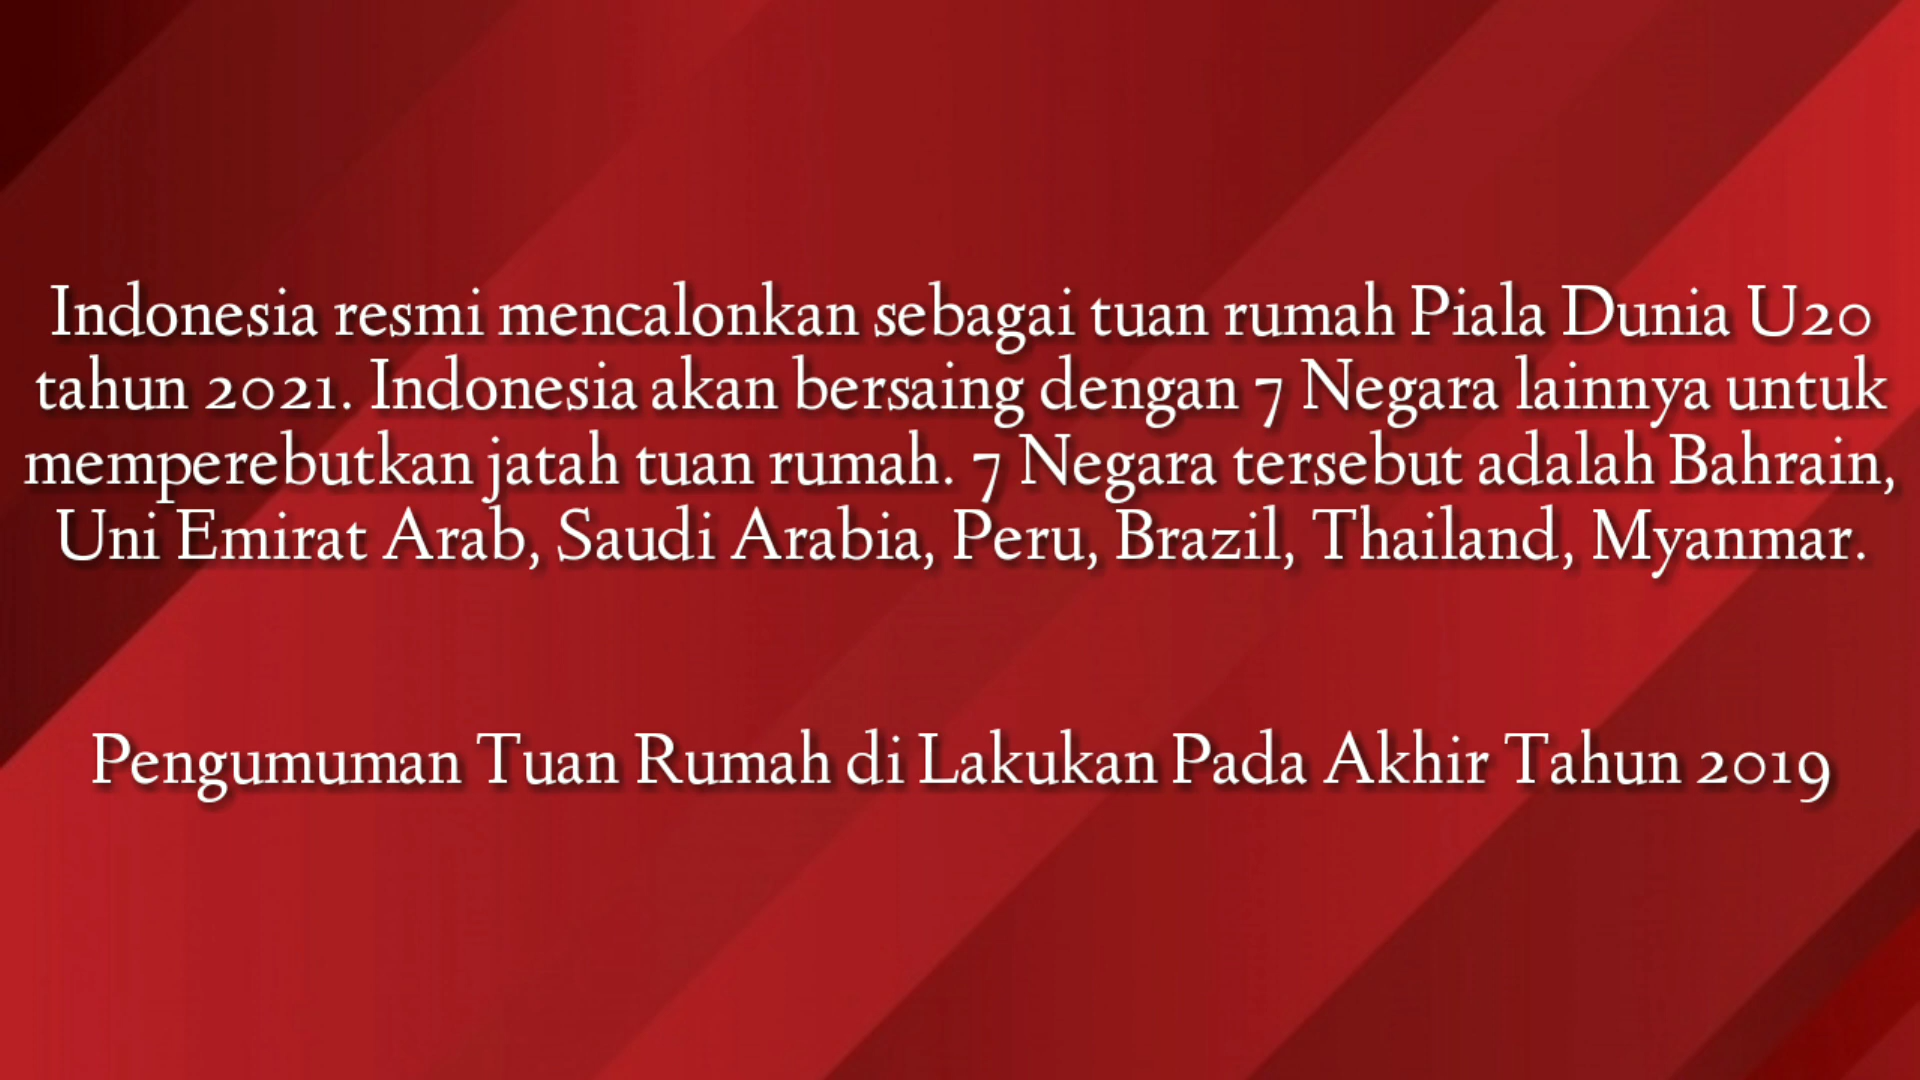 Indonesia resmi mencalonkan sebagai tuan rumah Piala Dunia U20
tahun 2021. Indonesia akan bersaing dengan 7 Negara lainnya untuk
memperebutkan jatah tuan rumah. 7 Negara tersebut adalah Bahrain,
Uni Emirat Arab, Saudi Arabia, Peru, Brazil, Thailand, Myanmar.
Pengumuman Tuan Rumah di Lakukan Pada Akhir Tahun 2019